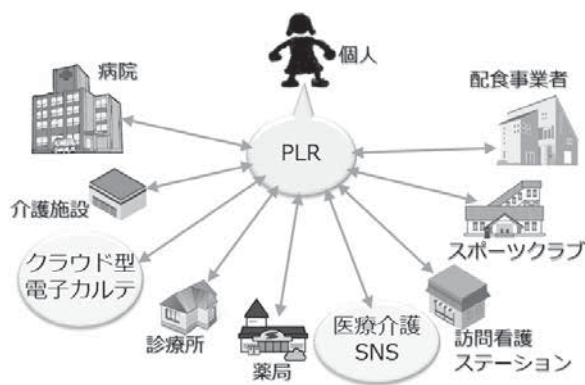 個人
病院
配食事業者
PLR
介護施設
スポーツクラブ
クラウド型
電子カルテ
診療所
薬局
医療介護
SNS
訪問看護
ステーション